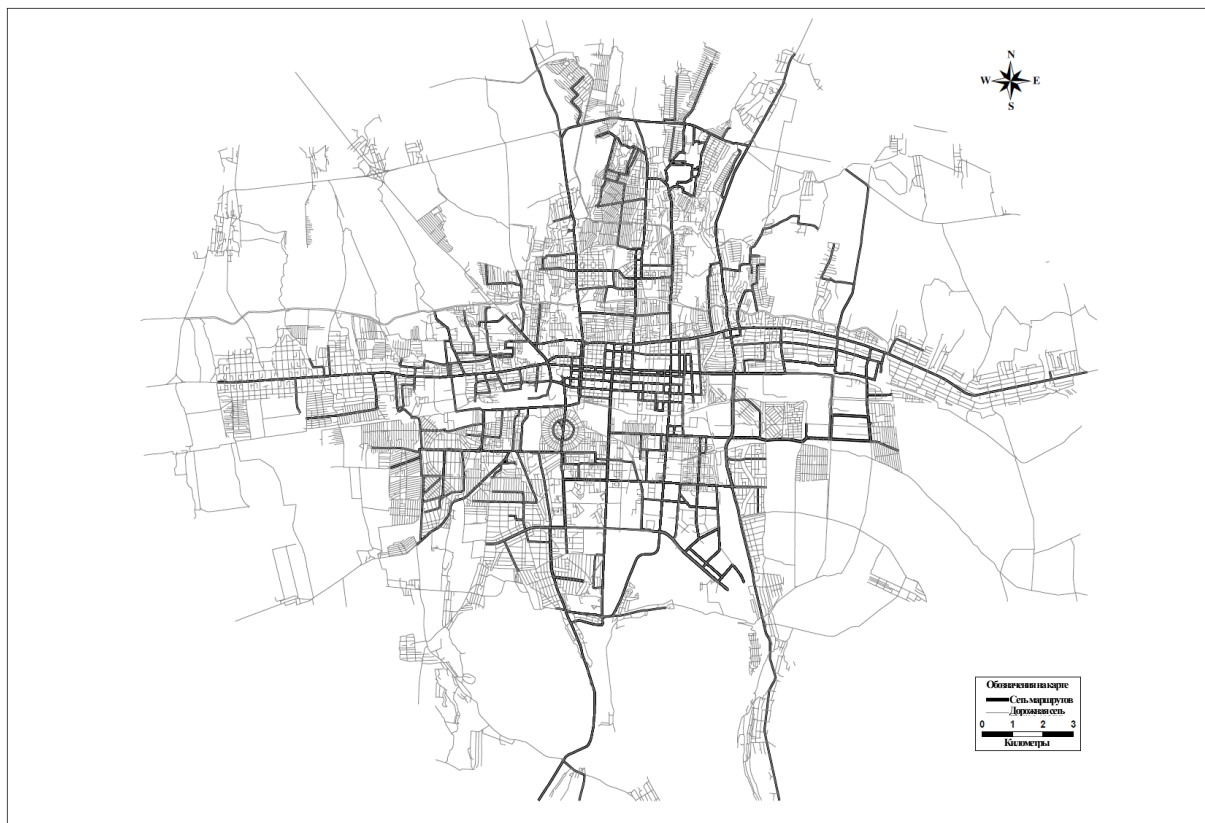 N
W E
S
Обозначения на карте
Сеть маршрутов
Дорожная сеть
0 1 2 3
Километры